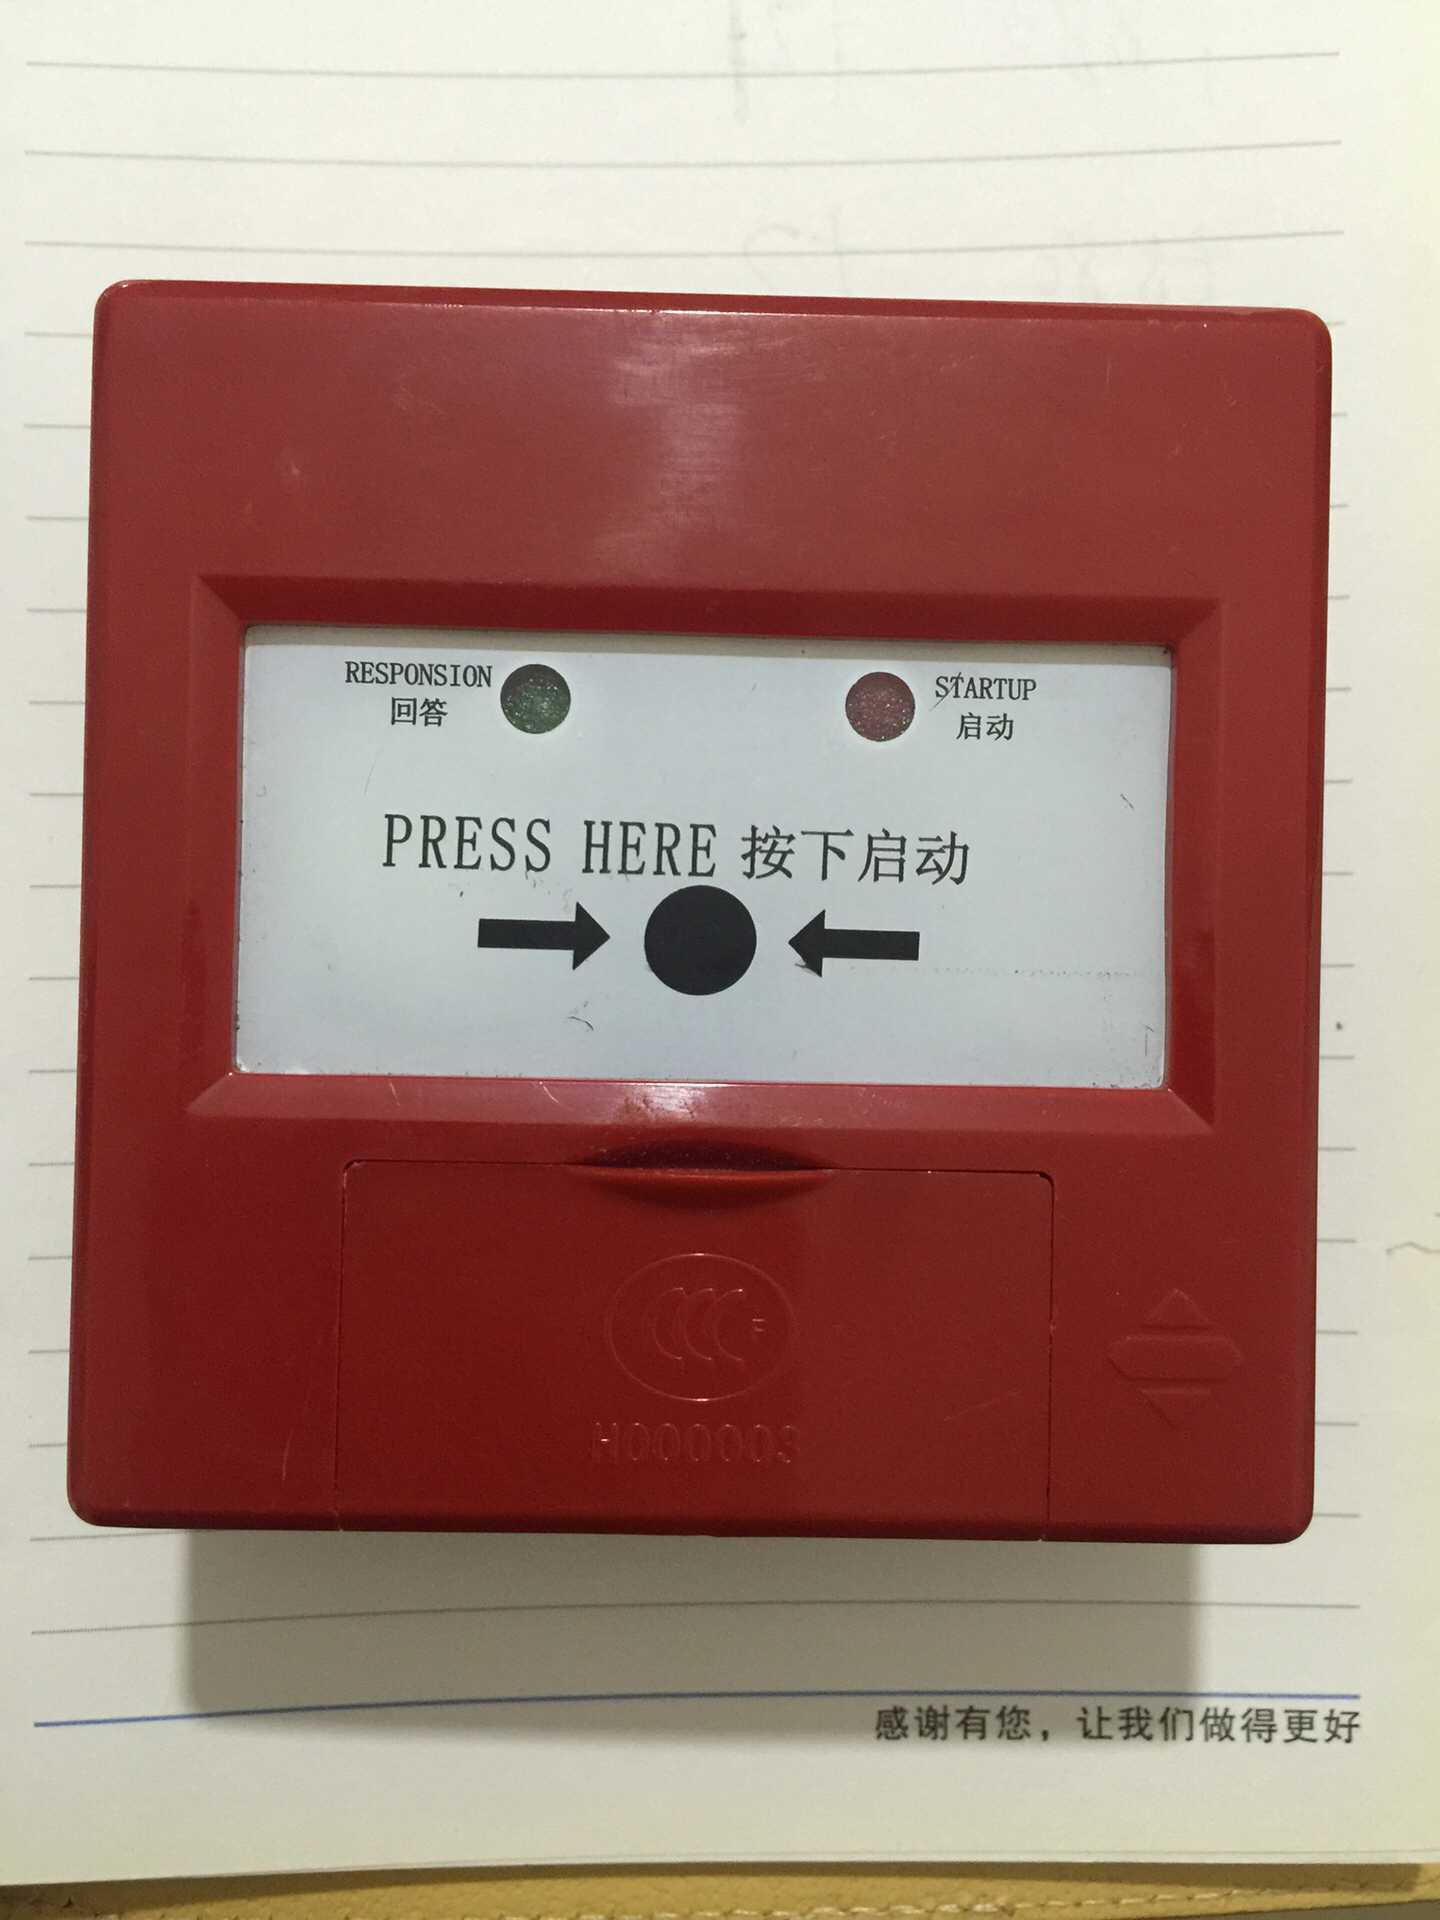 RESPONSION
回答
STARTUP
启动
PRESS HERE 按下启动
CCC F
H000003
感谢有您，让我们做得更好